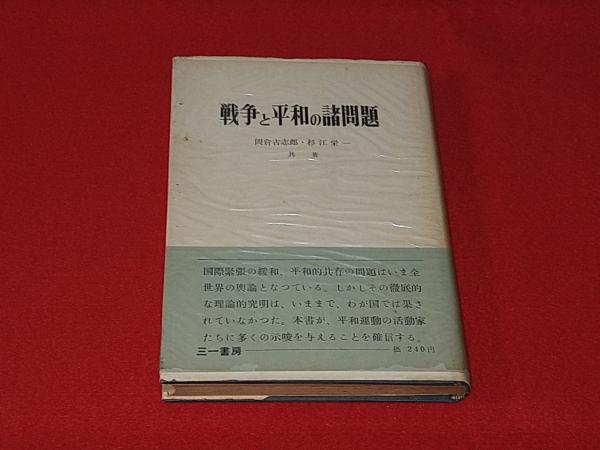 戦争と平和の諸問題
岡倉古志郎・杉江栄一
共著
国際緊張の緩和、平和的共存の問題はいま全
世界の輿論となつている。しかしその徹底的
な理論的究明は、いままで、わが国では果さ
れていなかつた。本書が、平和運動の活動家
たちに多くの示唆を与えることを確信する。
三一書房 価 240円